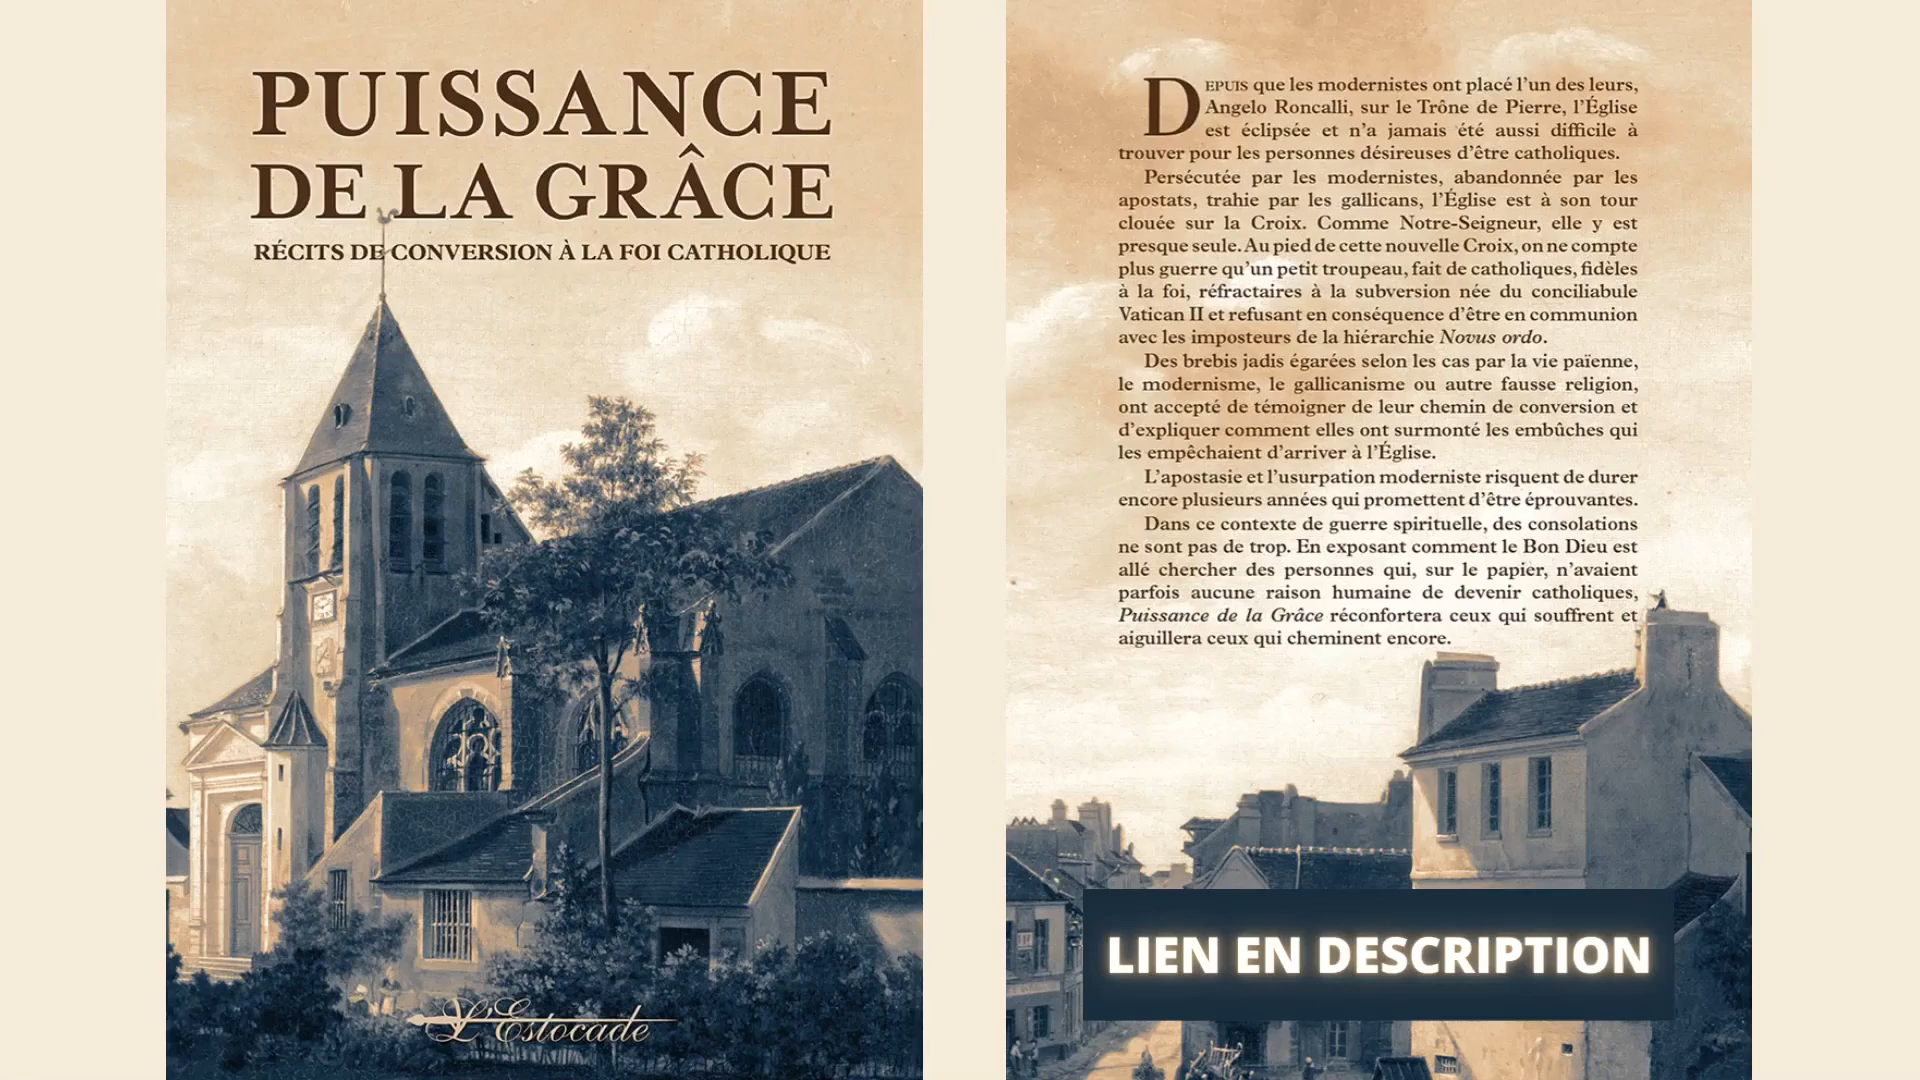 PUISSANCE
DE LA GRÂCE
RÉCITS DE CONVERSION À LA FOI CATHOLIQUE
L'Estocade
DEPUIS que les modernistes ont placé l'un des leurs,
Angelo Roncalli, sur le Trône de Pierre, l'Église
est éclipsée et n'a jamais été aussi difficile à
trouver pour les personnes désireuses d'être catholiques.
Persécutée par les modernistes, abandonnée par les
apostats, trahie par les gallicans, l'Église est à son tour
clouée sur la Croix. Comme Notre-Seigneur, elle y est
presque seule. Au pied de cette nouvelle Croix, on ne compte
plus guerre qu'un petit troupeau, fait de catholiques, fidèles
à la foi, réfractaires à la subversion née du conciliabule
Vatican II et refusant en conséquence d'être en communion
avec les imposteurs de la hiérarchie Novus ordo.
Des brebis jadis égarées selon les cas par la vie païenne,
le modernisme, le gallicanisme ou autre fausse religion,
ont accepté de témoigner de leur chemin de conversion et
d'expliquer comment elles ont surmonté les embûches qui
les empêchaient d'arriver à l'Église.
L'apostasie et l'usurpation moderniste risquent de durer
encore plusieurs années qui promettent d'être éprouvantes.
Dans ce contexte de guerre spirituelle, des consolations
ne sont pas de trop. En exposant comment le Bon Dieu est
allé chercher des personnes qui, sur le papier, n'avaient
parfois aucune raison humaine de devenir catholiques,
Puissance de la Grâce réconfortera ceux qui souffrent et
aiguillera ceux qui cheminent encore.
LIEN EN DESCRIPTION